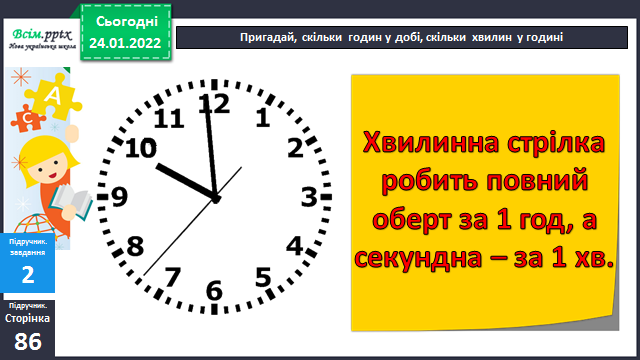 Всім.pptx
Нова українська школа
Сьогодні
24.01.2022
Пригадай, скільки годин у добі, скільки хвилин у годині
А
С
12
11
1
10
2
9
3
8
4
7
5
6
Хвилинна стрілка
робить повний
оберт за 1 год, а
секундна – за 1 хв.
Підручник.
завдання
2
Підручник.
Сторінка
86